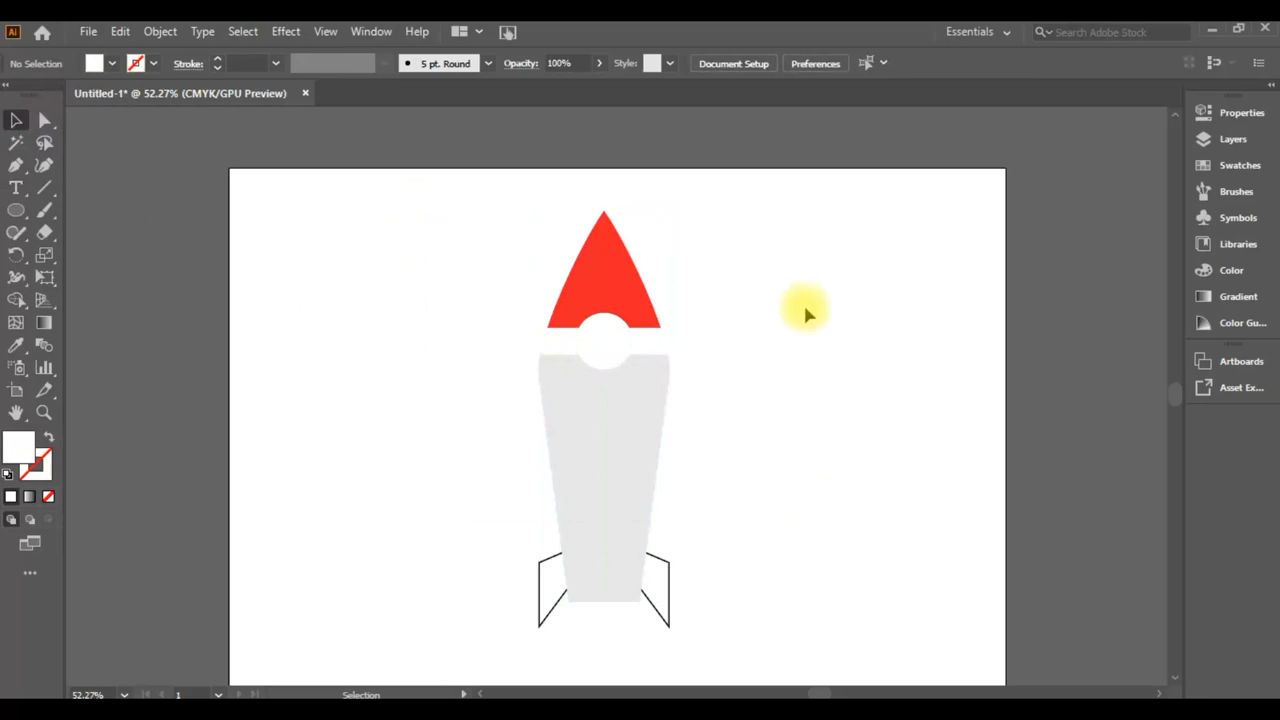 Ai File Edit Object Type Select Effect View Window Help Essentials Search Adobe Stock
No Selection Stroke: 5 pt. Round Opacity: 100% Style: Document Setup Preferences
Untitled-1* @ 52.27% (CMYK/GPU Preview)
Properties
Layers
Swatches
Brushes
Symbols
Libraries
Color
Gradient
Color Gu...
Artboards
Asset Ex...
52.27% 1 Selection